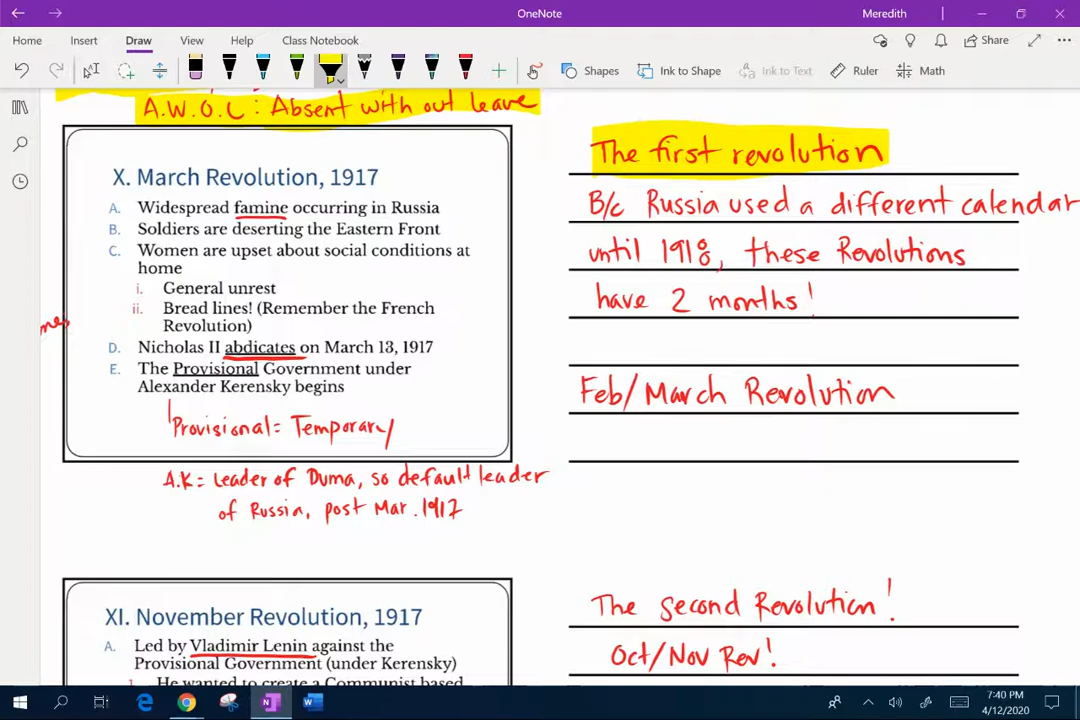 OneNote
Meredith
Home Insert Draw View Help Class Notebook
Share
Shapes
Ink to Shape
Ink to Text
Ruler
Math
A.W.O.L : Absent with out leave
X. March Revolution, 1917
A. Widespread famine occurring in Russia
B. Soldiers are deserting the Eastern Front
C. Women are upset about social conditions at
home
i. General unrest
ii. Bread lines! (Remember the French
Revolution)
D. Nicholas II abdicates on March 13, 1917
E. The Provisional Government under
Alexander Kerensky begins
Provisional = Temporary
A.K = Leader of Duma, so default leader
of Russia, post Mar. 1917
The first revolution
B/c Russia used a different calendar
until 1918, these Revolutions
have 2 months!
Feb/March Revolution
XI. November Revolution, 1917
A. Led by Vladimir Lenin against the
Provisional Government (under Kerensky)
He wanted to create a Communist based
The second Revolution!
Oct/Nov Rev!
7:40 PM
4/12/2020